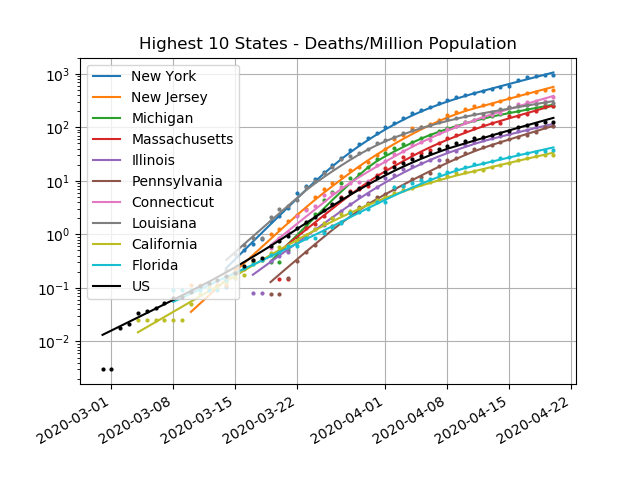 Highest 10 States - Deaths/Million Population
10³
10²
10¹
10⁰
10⁻¹
10⁻²
New York
New Jersey
Michigan
Massachusetts
Illinois
Pennsylvania
Connecticut
Louisiana
California
Florida
US
2020-03-01
2020-03-08
2020-03-15
2020-03-22
2020-04-01
2020-04-08
2020-04-15
2020-04-22